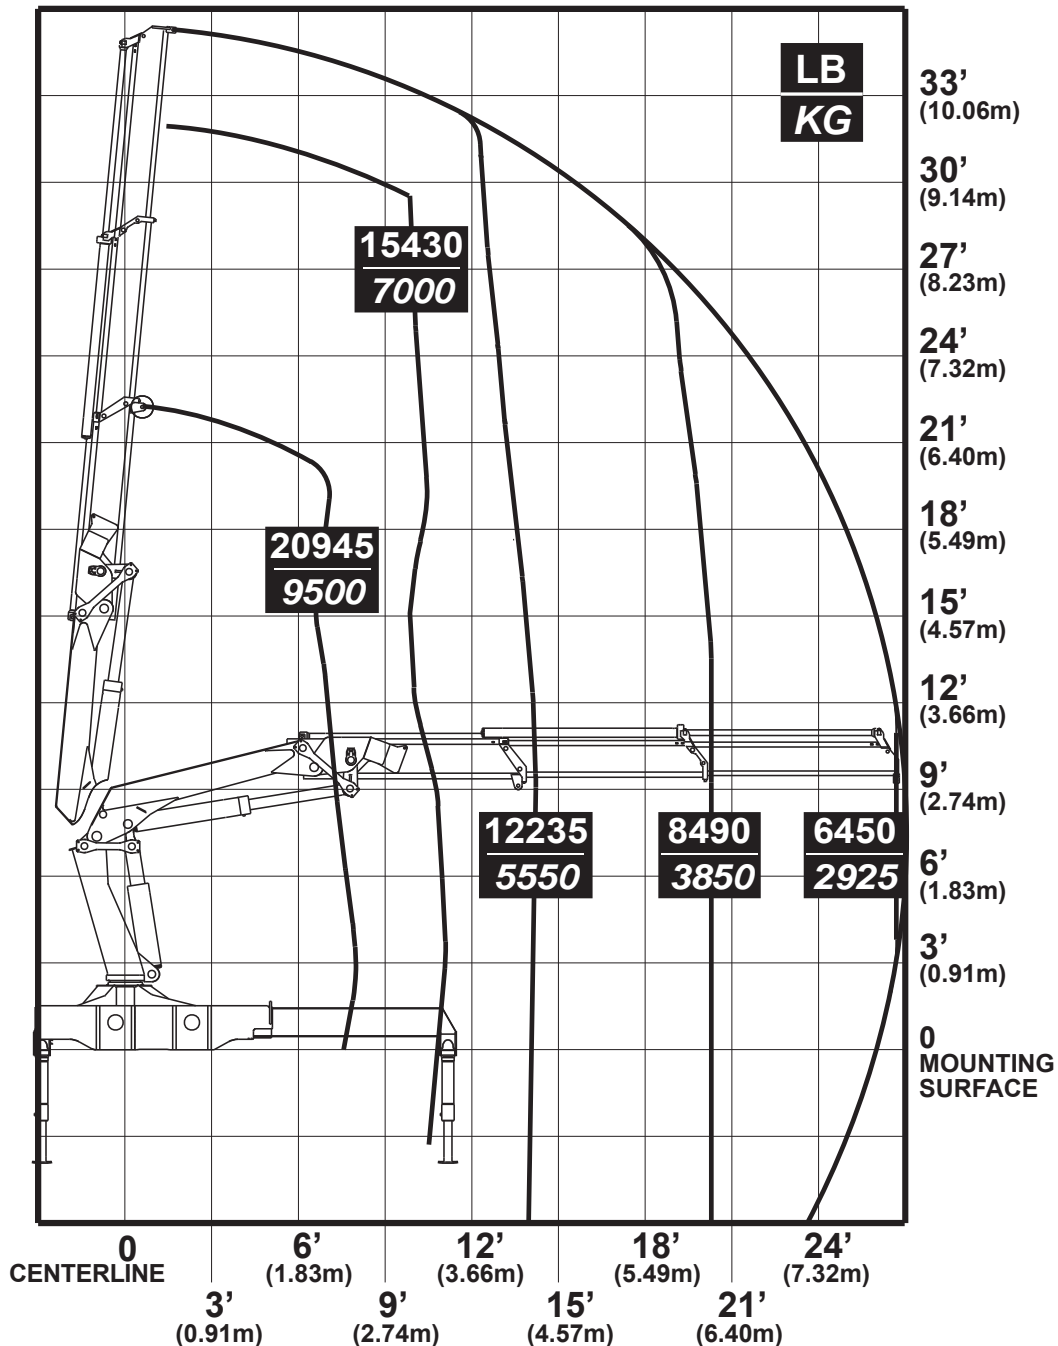 LB
KG
33’
(10.06m)
30’
(9.14m)
15430
7000
27’
(8.23m)
24’
(7.32m)
21’
(6.40m)
20945
9500
18’
(5.49m)
15’
(4.57m)
12’
(3.66m)
9’
(2.74m)
12235
5550
8490
3850
6450
2925
6’
(1.83m)
3’
(0.91m)
0
MOUNTING
SURFACE
0
CENTERLINE
6’
(1.83m)
12’
(3.66m)
18’
(5.49m)
24’
(7.32m)
3’
(0.91m)
9’
(2.74m)
15’
(4.57m)
21’
(6.40m)